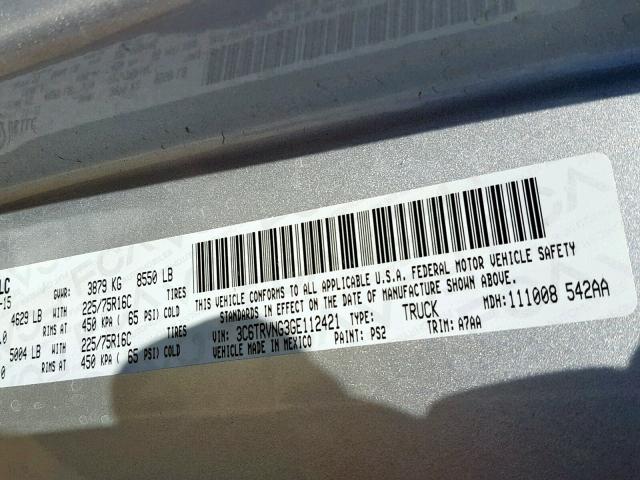 LC
-15
GVWR: 3879 KG 8550 LB
4629 LB
TIRES 225/75R16C
WITH
RIMS AT 450 KPA ( 65 PSI) COLD
5004 LB
TIRES 225/75R16C
WITH
RIMS AT 450 KPA ( 65 PSI) COLD
THIS VEHICLE CONFORMS TO ALL APPLICABLE U.S.A. FEDERAL MOTOR VEHICLE SAFETY
STANDARDS IN EFFECT ON THE DATE OF MANUFACTURE SHOWN ABOVE.
MDH: 111008 542AA
VIN: 3C6TRVNG3GE112421 TYPE: TRUCK
VEHICLE MADE IN MEXICO PAINT: PS2 TRIM: A7AA